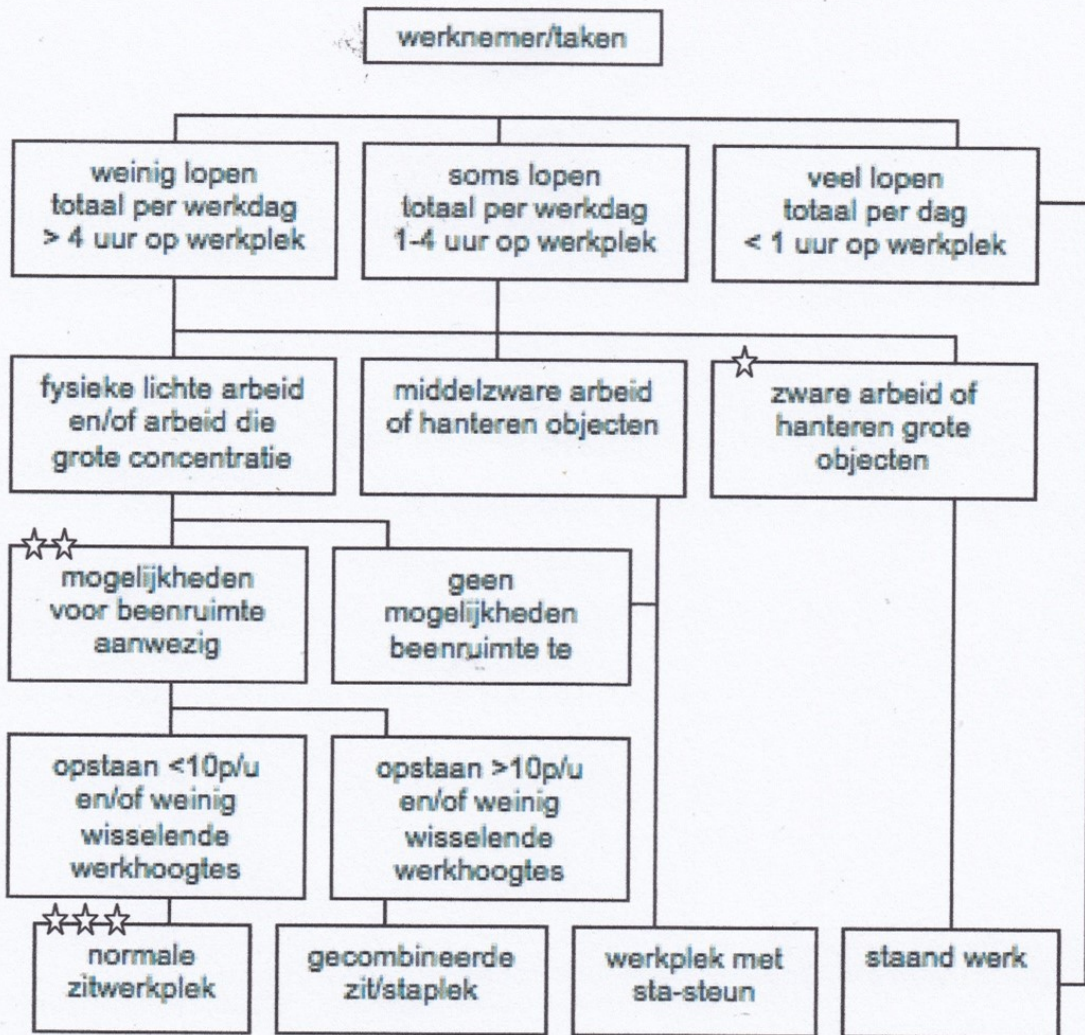 werknemer/taken
weinig lopen
totaal per werkdag
> 4 uur op werkplek
soms lopen
totaal per werkdag
1-4 uur op werkplek
veel lopen
totaal per dag
< 1 uur op werkplek
fysieke lichte arbeid
en/of arbeid die
grote concentratie
middelzware arbeid
of hanteren objecten
zware arbeid of
hanteren grote
objecten
mogelijkheden
voor beenruimte
aanwezig
geen
mogelijkheden
beenruimte te
opstaan <10p/u
en/of weinig
wisselende
werkhoogtes
opstaan >10p/u
en/of weinig
wisselende
werkhoogtes
normale
zitwerkplek
gecombineerde
zit/staplek
werkplek met
sta-steun
staand werk